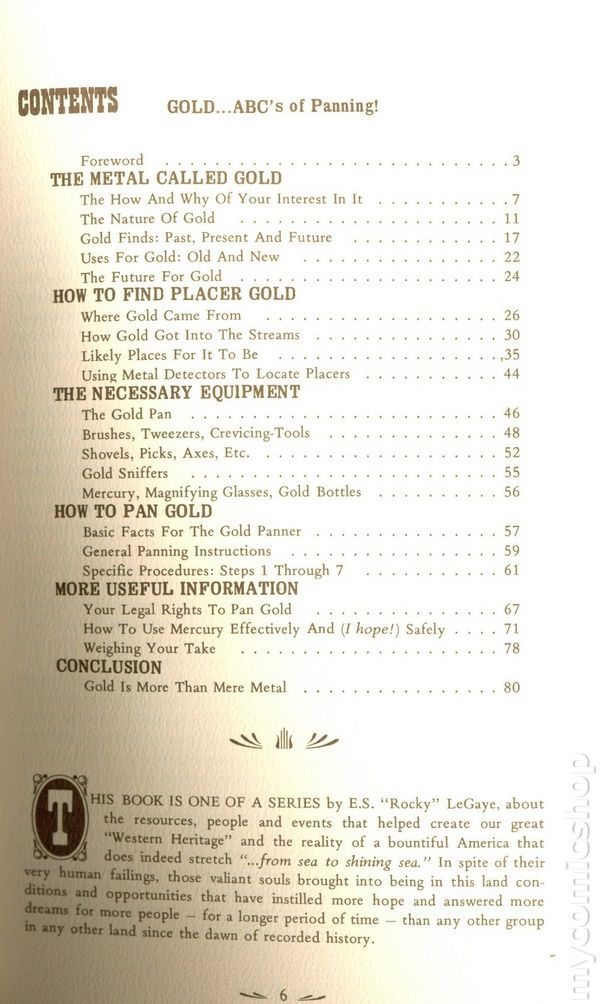 CONTENTS GOLD...ABC's of Panning!
Foreword . . . . . . . . . . . . . . . . . . . . . . . . . . . 3
THE METAL CALLED GOLD
The How And Why Of Your Interest In It . . . . . . . . . . 7
The Nature Of Gold . . . . . . . . . . . . . . . . . . . . 11
Gold Finds: Past, Present And Future . . . . . . . . . . . 17
Uses For Gold: Old And New . . . . . . . . . . . . . . . 22
The Future For Gold . . . . . . . . . . . . . . . . . . . . 24
HOW TO FIND PLACER GOLD
Where Gold Came From . . . . . . . . . . . . . . . . . . 26
How Gold Got Into The Streams . . . . . . . . . . . . . . 30
Likely Places For It To Be . . . . . . . . . . . . . . . . . ,35
Using Metal Detectors To Locate Placers . . . . . . . . . . 44
THE NECESSARY EQUIPMENT
The Gold Pan . . . . . . . . . . . . . . . . . . . . . . . 46
Brushes, Tweezers, Crevicing-Tools . . . . . . . . . . . . . 48
Shovels, Picks, Axes, Etc. . . . . . . . . . . . . . . . . . . 52
Gold Sniffers . . . . . . . . . . . . . . . . . . . . . . . 55
Mercury, Magnifying Glasses, Gold Bottles . . . . . . . . . 56
HOW TO PAN GOLD
Basic Facts For The Gold Panner . . . . . . . . . . . . . . 57
General Panning Instructions . . . . . . . . . . . . . . . . 59
Specific Procedures: Steps 1 Through 7 . . . . . . . . . . 61
MORE USEFUL INFORMATION
Your Legal Rights To Pan Gold . . . . . . . . . . . . . . 67
How To Use Mercury Effectively And (I hope!) Safely . . . . 71
Weighing Your Take . . . . . . . . . . . . . . . . . . . . 78
CONCLUSION
Gold Is More Than Mere Metal . . . . . . . . . . . . . . . 80
THIS BOOK IS ONE OF A SERIES by E.S. "Rocky" LeGaye, about
the resources, people and events that helped create our great
"Western Heritage" and the reality of a bountiful America that
does indeed stretch "...from sea to shining sea." In spite of their
very human failings, those valiant souls brought into being in this land con-
ditions and opportunities that have instilled more hope and answered more
dreams for more people — for a longer period of time — than any other group
in any other land since the dawn of recorded history.
6
mycomicshop